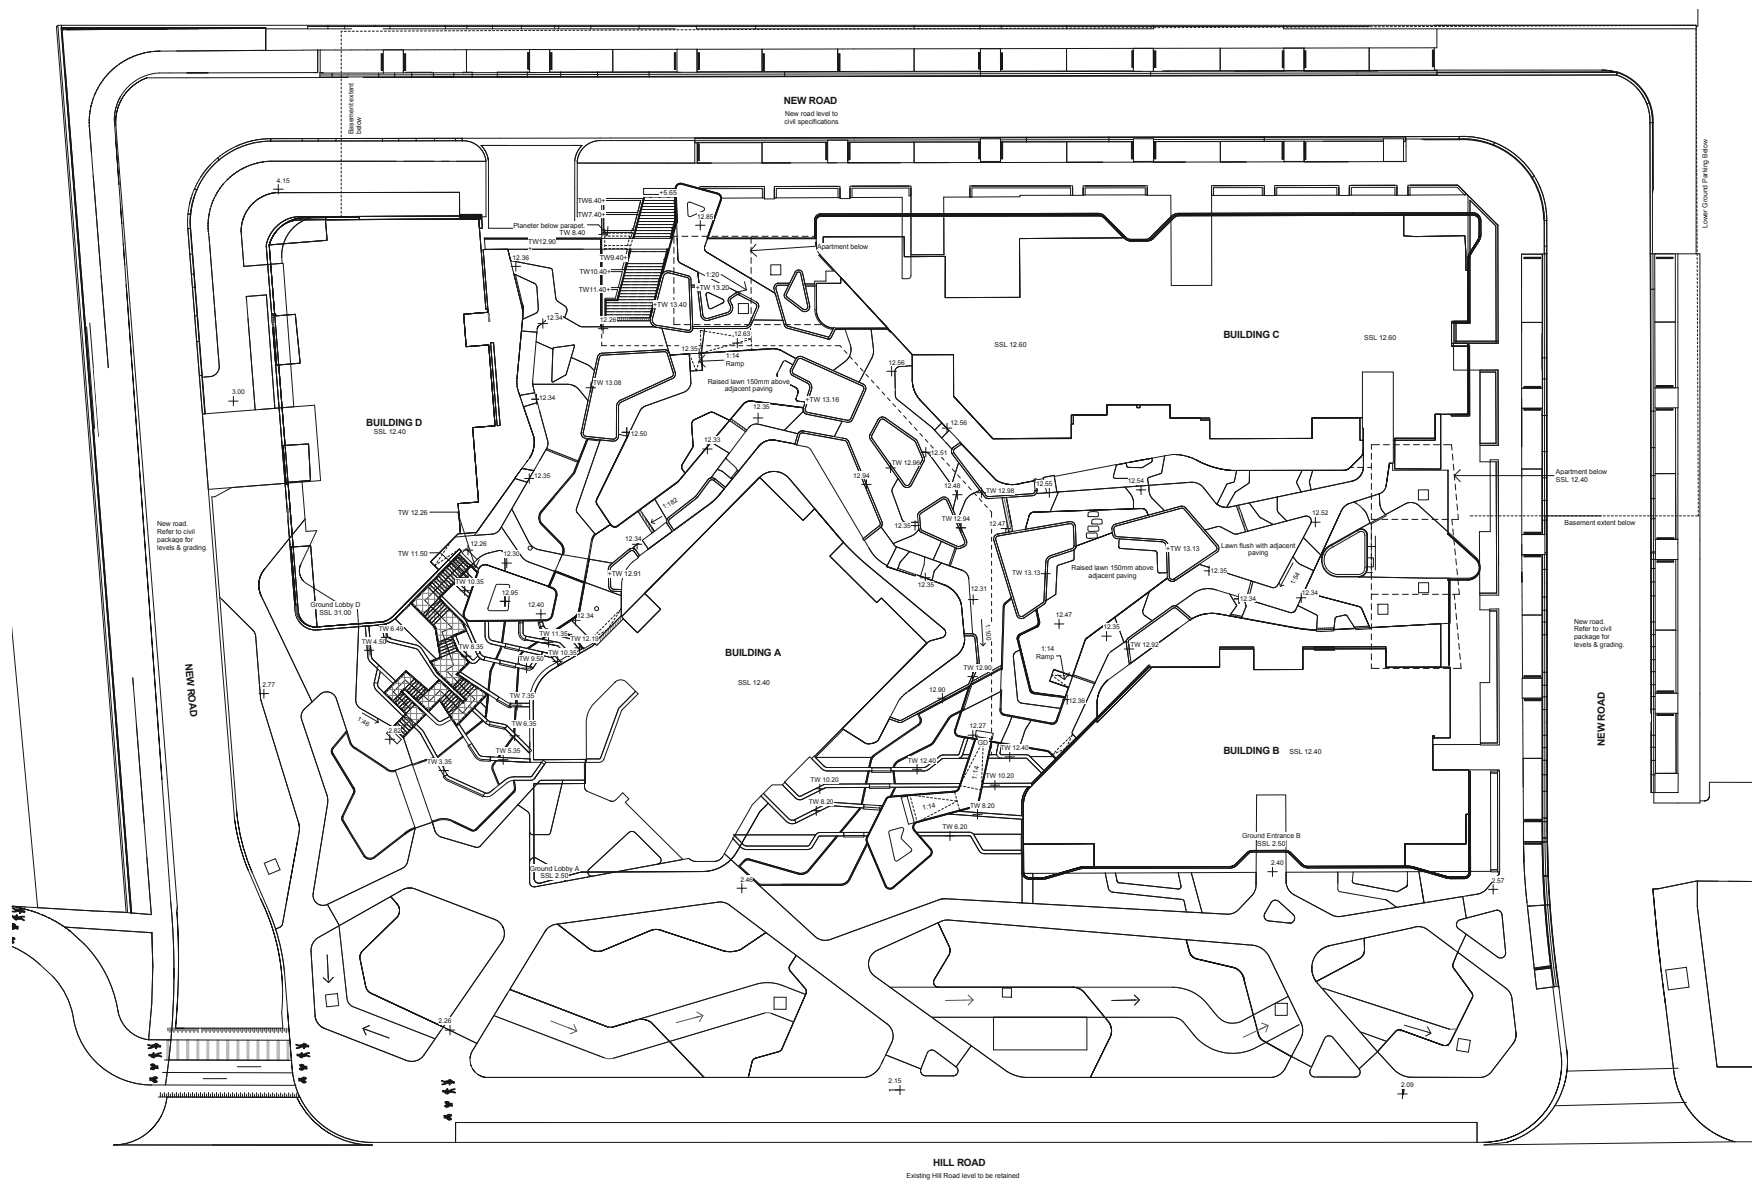 NEW ROAD
New road level to
civil specifications
Basement extent
below
Lower Ground Parking Below
4.15
+5.65
TW6.40+
TW7.40+
12.85
Planeter below parapet.
TW 8.40
TW12.90
Apartment below
12.36
TW9.40+
TW10.40+
1:20
TW11.40+
+TW 13.20
+TW 13.40
12.34
12.26
12.63
BUILDING C
SSL 12.60
SSL 12.60
12.35
1:14
Ramp
12.56
TW 13.08
Raised lawn 150mm above
adjacent paving
3.00
12.34
+TW 13.16
12.35
BUILDING D
SSL 12.40
12.50
12.33
12.56
12.51
TW 12.96
12.35
12.94
12.48
TW 12.98
12.55
12.54
Apartment below
SSL 12.40
1:182
TW 12.26
12.35
TW 12.94
12.47
12.52
Basement extent below
New road.
Refer to civil
package for
levels & grading.
12.34
12.26
TW 11.50
12.30
+TW 13.13
Lawn flush with adjacent
paving
+TW 12.91
TW 13.13
Raised lawn 150mm above
adjacent paving
12.35
1:54
TW 10.35
12.35
12.95
12.31
12.34
12.34
Ground Lobby D
SSL 31.00
12.40
12.34
12.47
TW 6.49
TW 4.50
TW 11.35
TW 12.19
12.35
New road.
Refer to civil
package for
levels & grading.
TW 8.35
TW 10.35
TW 9.50
BUILDING A
SSL 12.40
1:14
Ramp
TW 12.92
TW 12.90
NEW ROAD
2.77
TW 7.35
12.90
12.36
NEW ROAD
1:46
2.82
TW 6.35
12.27
GD
TW 5.35
TW 12.40
BUILDING B
SSL 12.40
TW 3.35
TW 12.40
1:14
TW 10.20
TW 10.20
TW 8.20
1:14
TW 8.20
TW 6.20
Ground Entrance B
SSL 2.50
2.40
Ground Lobby A
SSL 2.50
2.46
2.57
2.26
2.15
2.09
HILL ROAD
Existing Hill Road level to be retained